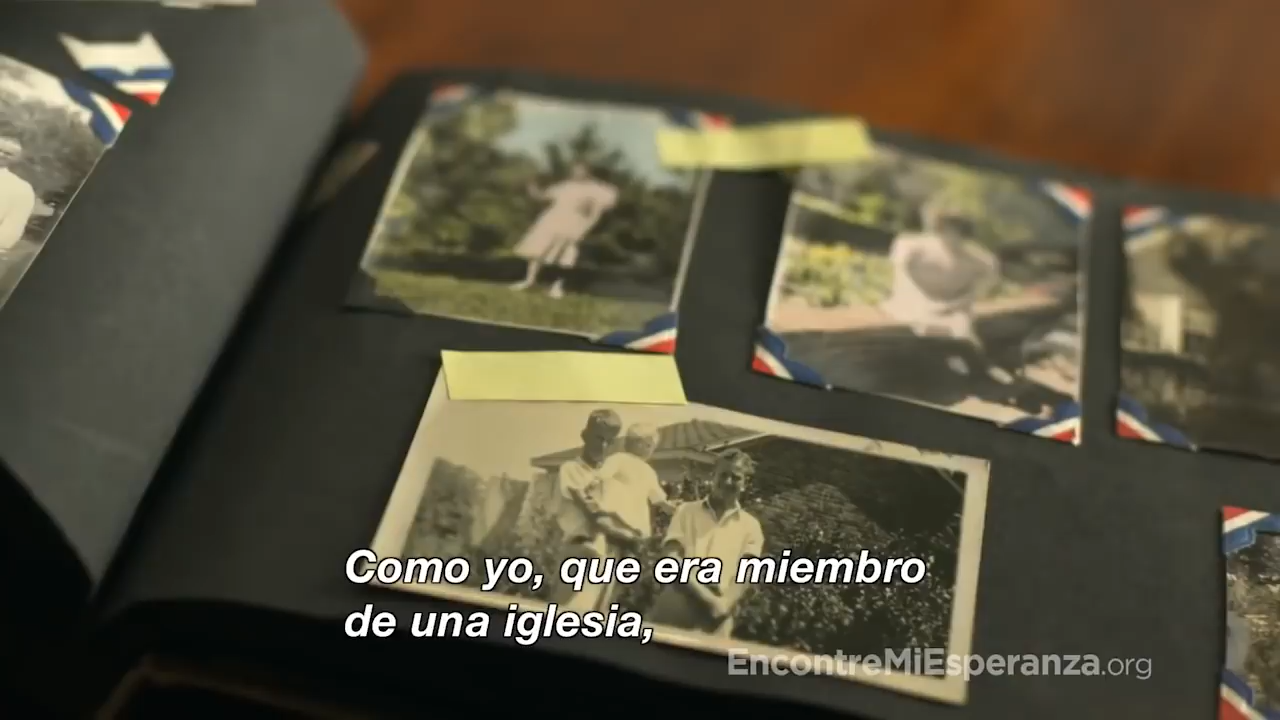 Como yo, que era miembro
de una iglesia,
EncontreMiEsperanza.org